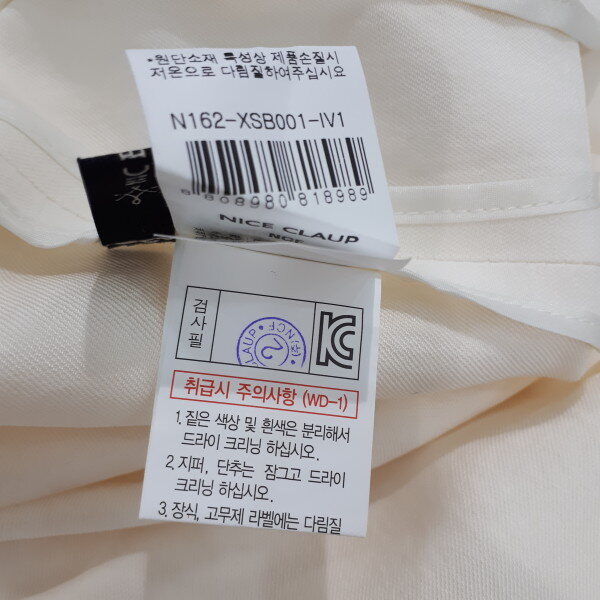 *원단소재 특성상 제품손질시
저온으로 다림질하여주십시요
N162-XSB001-IV1
8 808980 818989
NICE CLAUP
NCF
검사필
KC
취급시 주의사항 (WD-1)
1. 짙은 색상 및 흰색은 분리해서
드라이 크리닝 하십시오.
2. 지퍼, 단추는 잠그고 드라이
크리닝 하십시오.
3. 장식, 고무제 라벨에는 다림질